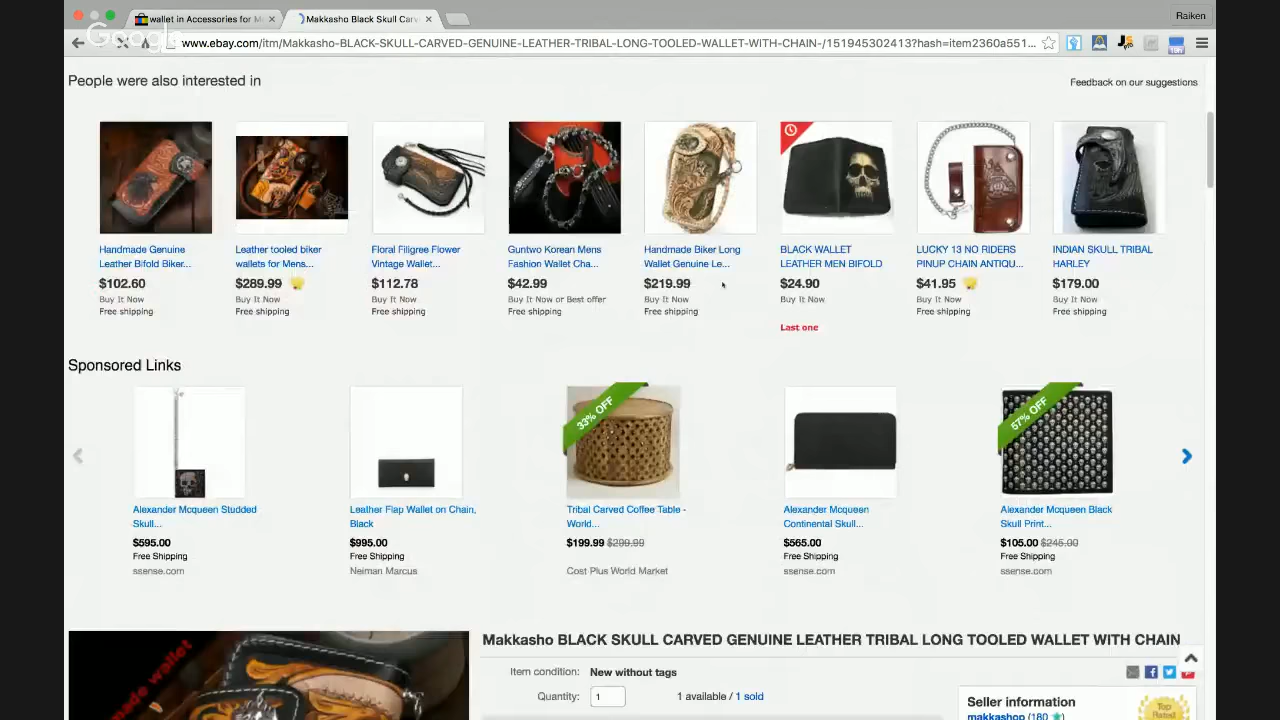 wallet in Accessories for M
Makkasho Black Skull Carv
Raiken
Google
www.ebay.com/itm/Makkasho-BLACK-SKULL-CARVED-GENUINE-LEATHER-TRIBAL-LONG-TOOLED-WALLET-WITH-CHAIN-/151945302413?hash=item2360a551...
People were also interested in
Feedback on our suggestions
Handmade Genuine
Leather Bifold Biker...
$102.60
Buy It Now
Free shipping
Leather tooled biker
wallets for Mens...
$289.99
Buy It Now
Free shipping
Floral Filigree Flower
Vintage Wallet...
$112.78
Buy It Now
Free shipping
Guntwo Korean Mens
Fashion Wallet Cha...
$42.99
Buy It Now or Best offer
Free shipping
Handmade Biker Long
Wallet Genuine Le...
$219.99
Buy It Now
Free shipping
BLACK WALLET
LEATHER MEN BIFOLD
$24.90
Buy It Now
Last one
LUCKY 13 NO RIDERS
PINUP CHAIN ANTIQU...
$41.95
Buy It Now
Free shipping
INDIAN SKULL TRIBAL
HARLEY
$179.00
Buy It Now
Free shipping
Sponsored Links
Alexander Mcqueen Studded
Skull...
$595.00
Free Shipping
ssense.com
Leather Flap Wallet on Chain,
Black
$995.00
Free Shipping
Neiman Marcus
33% OFF
Tribal Carved Coffee Table -
World...
$199.99 $299.99
Cost Plus World Market
Alexander Mcqueen
Continental Skull...
$565.00
Free Shipping
ssense.com
57% OFF
Alexander Mcqueen Black
Skull Print...
$105.00 $245.00
Free Shipping
ssense.com
made wallet
Makkasho BLACK SKULL CARVED GENUINE LEATHER TRIBAL LONG TOOLED WALLET WITH CHAIN
Item condition: New without tags
Quantity: 1 1 available / 1 sold
Seller information
makkashop (180
Top
Rated